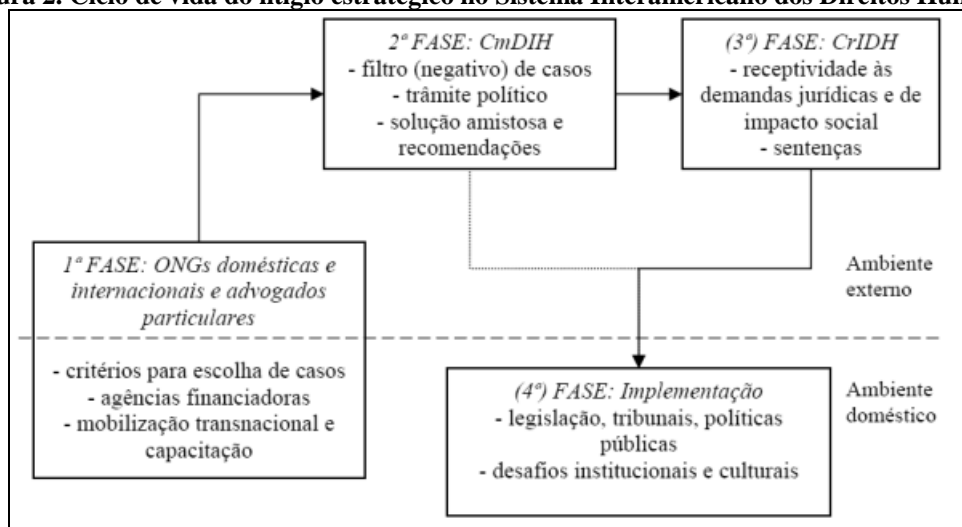 ura 2. Ciclo de vida do litígio estratégico no Sistema Interamericano dos Direitos Hum
2ª FASE: CmDIH
- filtro (negativo) de casos
- trâmite político
- solução amistosa e
recomendações
(3ª) FASE: CrIDH
- receptividade às
demandas jurídicas e de
impacto social
- sentenças
1ª FASE: ONGs domésticas e
internacionais e advogados
particulares
- critérios para escolha de casos
- agências financiadoras
- mobilização transnacional e
capacitação
Ambiente
externo
(4ª) FASE: Implementação
- legislação, tribunais, políticas
públicas
- desafios institucionais e culturais
Ambiente
doméstico